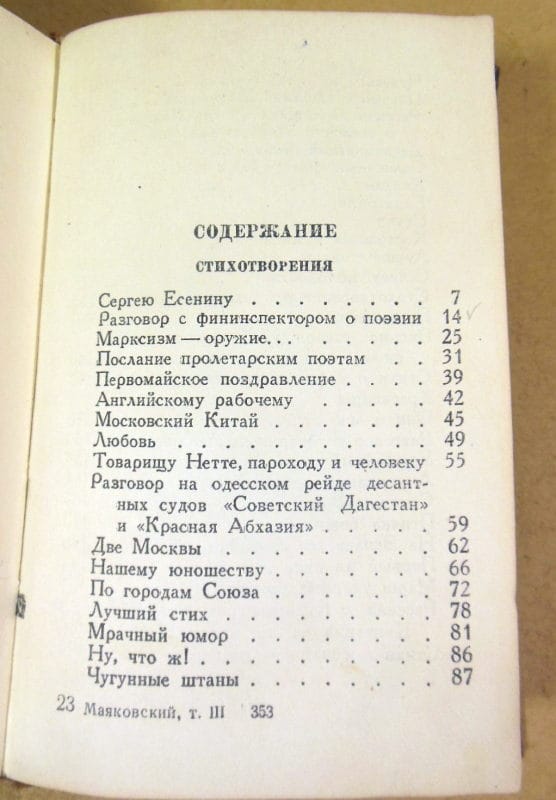 СОДЕРЖАНИЕ
СТИХОТВОРЕНИЯ
Сергею Есенину . . . . . . . . 7
Разговор с фининспектором о поэзии 14
Марксизм — оружие... . . . . . . 25
Послание пролетарским поэтам . . 31
Первомайское поздравление . . . . 39
Английскому рабочему . . . . . 42
Московский Китай . . . . . . . 45
Любовь . . . . . . . . . . 49
Товарищу Нетте, пароходу и человеку 55
Разговор на одесском рейде десант-
ных судов «Советский Дагестан»
и «Красная Абхазия» . . . . . 59
Две Москвы . . . . . . . . . 62
Нашему юношеству . . . . . . . 66
По городам Союза . . . . . . . 72
Лучший стих . . . . . . . . 78
Мрачный юмор . . . . . . . . 81
Ну, что ж! . . . . . . . . . 86
Чугунные штаны . . . . . . . . 87
23 Маяковский, т. III 353